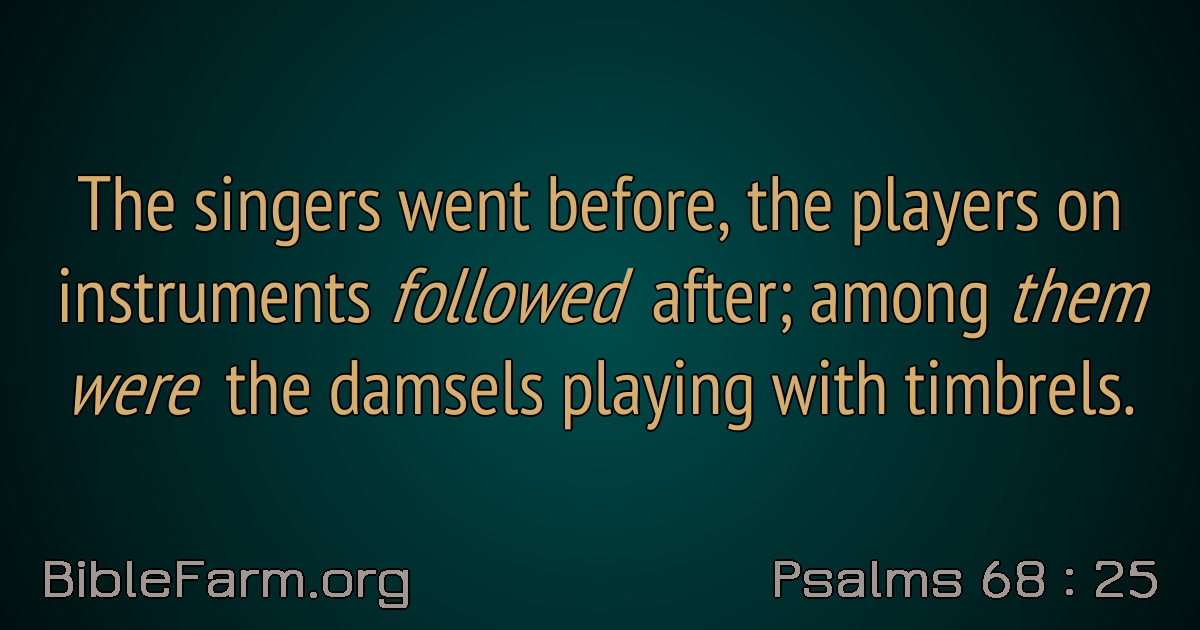 The singers went before, the players on
instruments followed after; among them
were the damsels playing with timbrels.
BibleFarm.org
Psalms 68 : 25